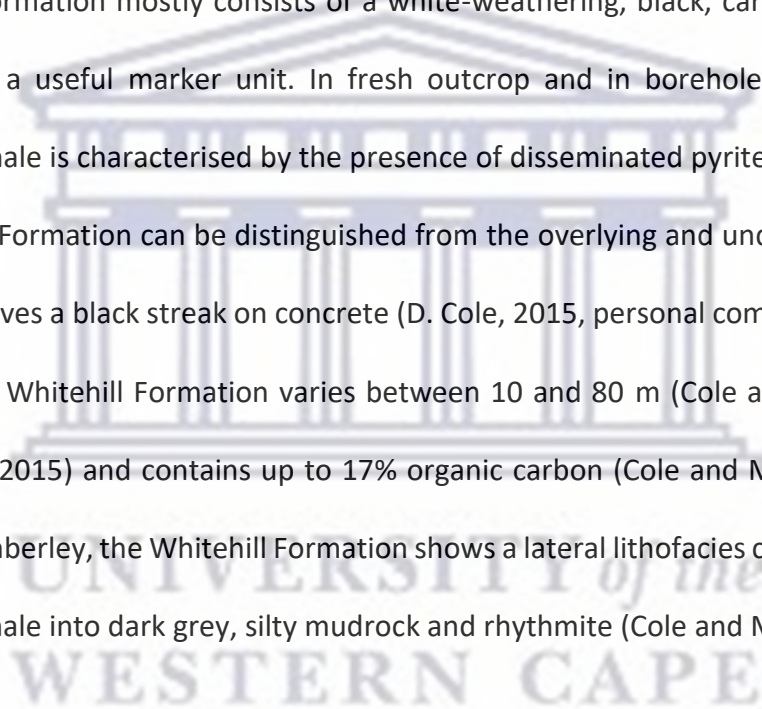 mation mostly consists of a white-weathering, black, car
a useful marker unit. In fresh outcrop and in borehole
ale is characterised by the presence of disseminated pyrite
Formation can be distinguished from the overlying and und
ves a black streak on concrete (D. Cole, 2015, personal com
Whitehill Formation varies between 10 and 80 m (Cole a
2015) and contains up to 17% organic carbon (Cole and M
berley, the Whitehill Formation shows a lateral lithofacies c
ale into dark grey, silty mudrock and rhythmite (Cole and M
UNIVERSITY of the
WESTERN CAPE